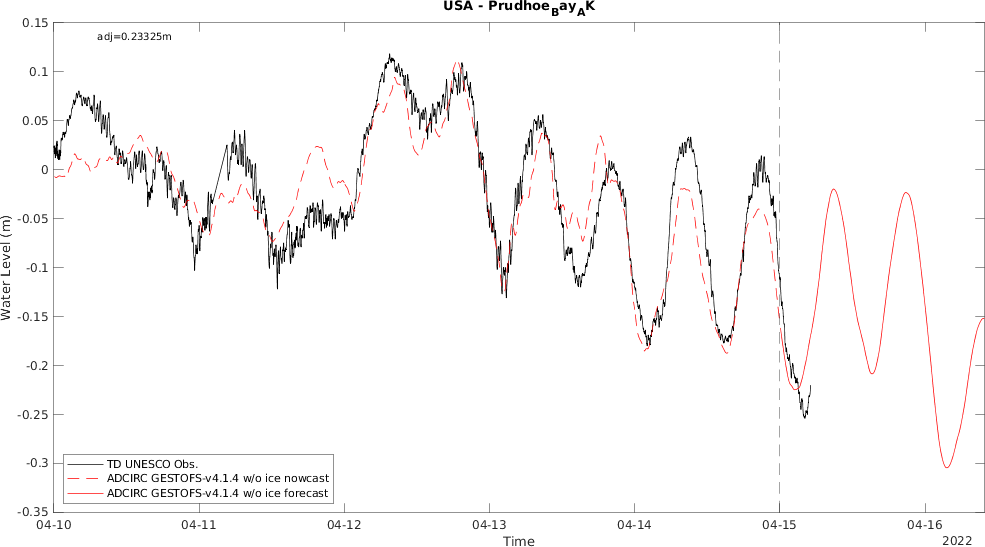 USA - Prudhoe_Bay_AK
adj=0.23325m
0.15
0.1
0.05
0
-0.05
-0.1
-0.15
-0.2
-0.25
-0.3
-0.35
Water Level (m)
TD UNESCO Obs.
ADCIRC GESTOFS-v4.1.4 w/o ice nowcast
ADCIRC GESTOFS-v4.1.4 w/o ice forecast
04-10 04-11 04-12 04-13 04-14 04-15 04-16
Time
2022